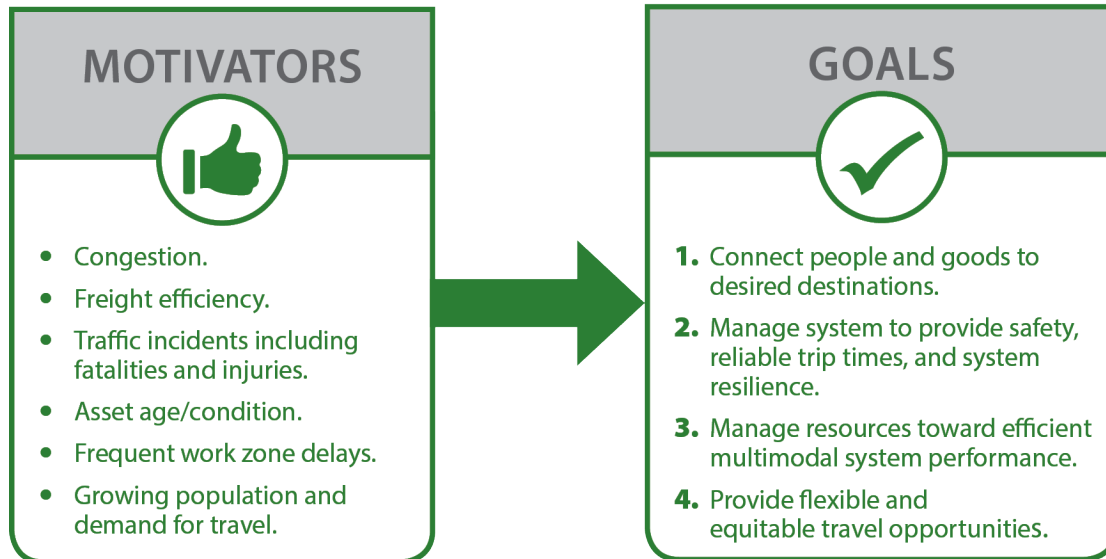 MOTIVATORS
• Congestion.
• Freight efficiency.
• Traffic incidents including
fatalities and injuries.
• Asset age/condition.
• Frequent work zone delays.
• Growing population and
demand for travel.
GOALS
1. Connect people and goods to
desired destinations.
2. Manage system to provide safety,
reliable trip times, and system
resilience.
3. Manage resources toward efficient
multimodal system performance.
4. Provide flexible and
equitable travel opportunities.